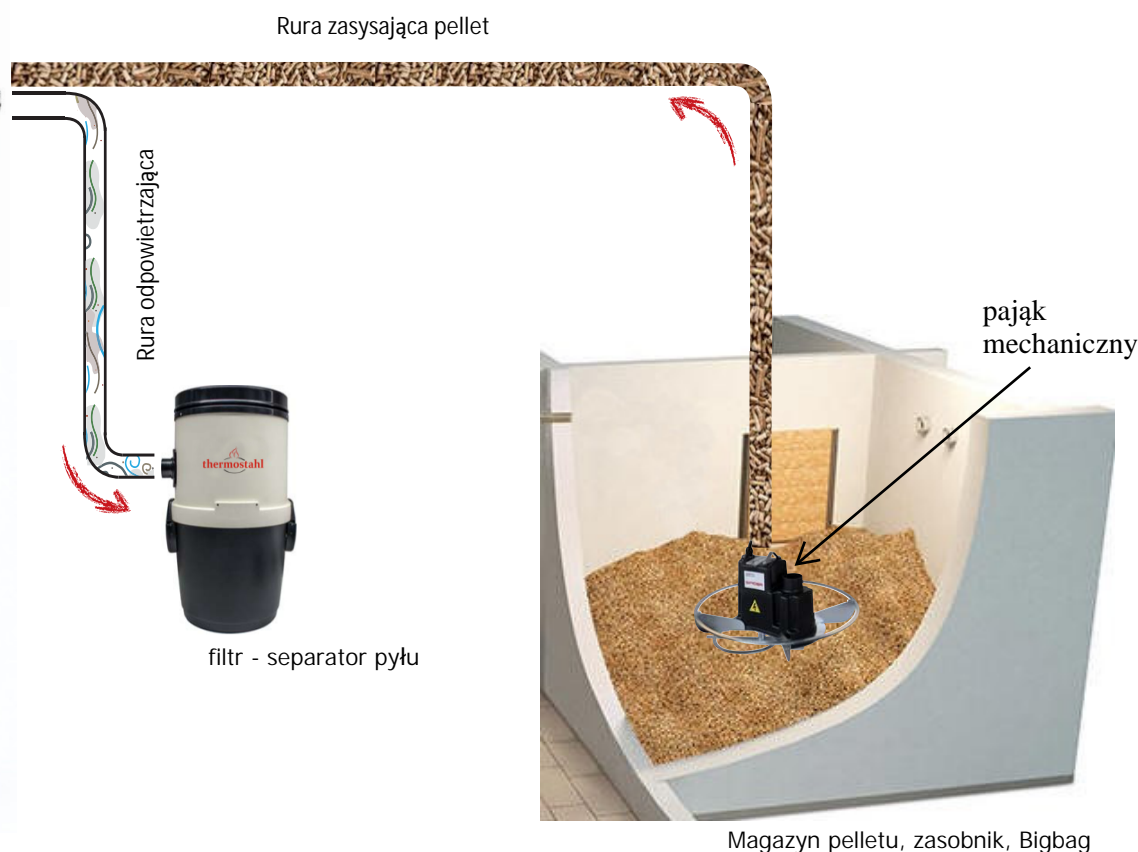 Rura zasysająca pellet
Rura odpowietrzająca
pająk
mechaniczny
thermostahl
filtr - separator pyłu
Magazyn pelletu, zasobnik, Bigbag